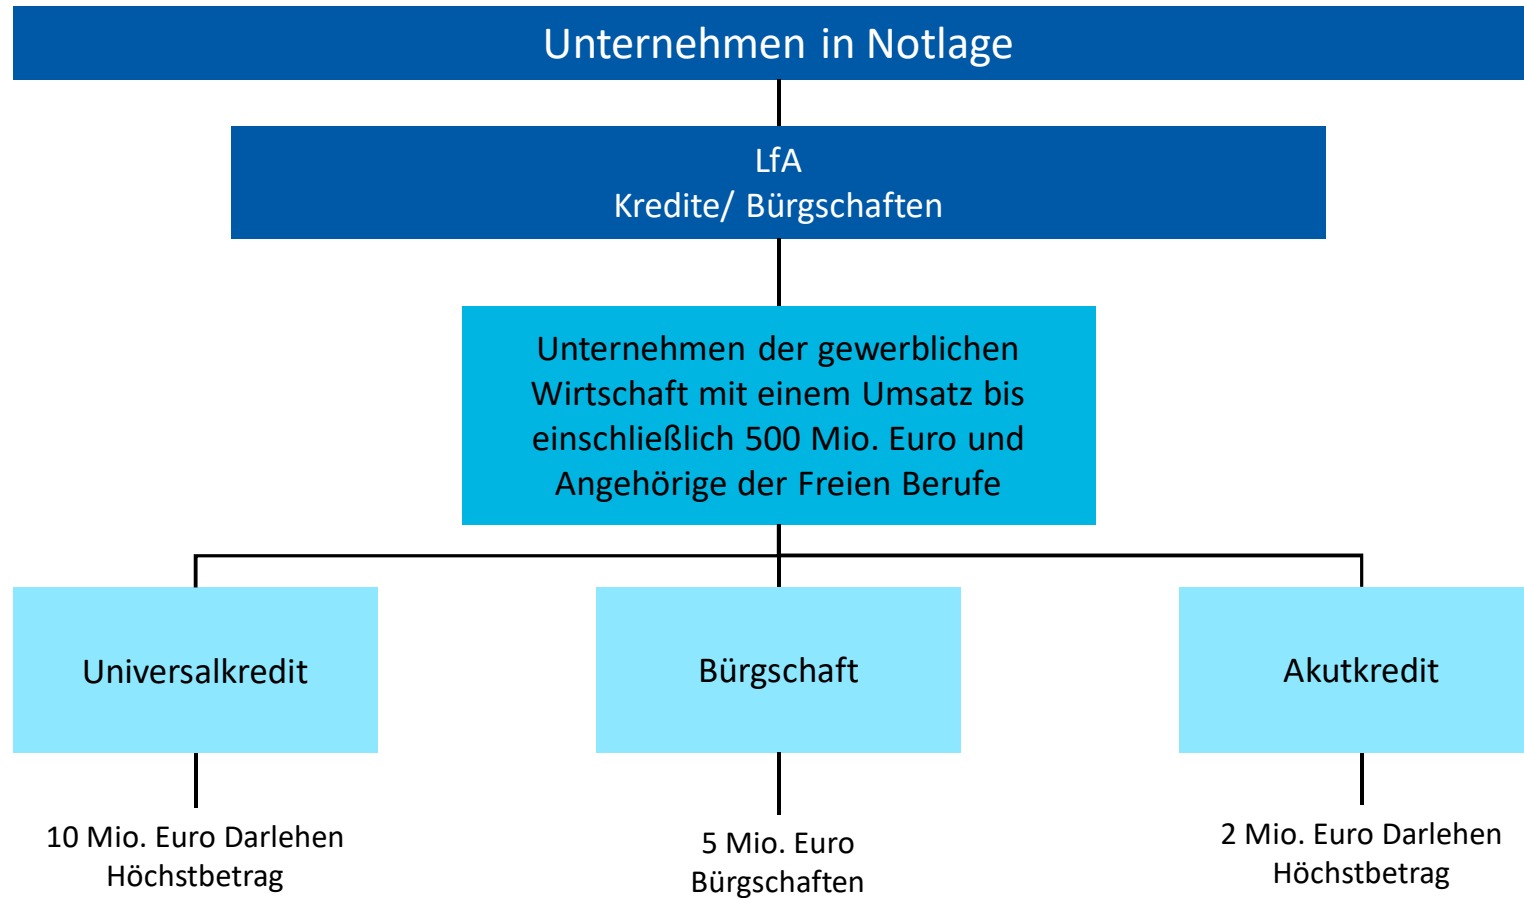 Unternehmen in Notlage
LfA
Kredite/ Bürgschaften
Unternehmen der gewerblichen
Wirtschaft mit einem Umsatz bis
einschließlich 500 Mio. Euro und
Angehörige der Freien Berufe
Universalkredit
Bürgschaft
Akutkredit
10 Mio. Euro Darlehen
Höchstbetrag
5 Mio. Euro
Bürgschaften
2 Mio. Euro Darlehen
Höchstbetrag